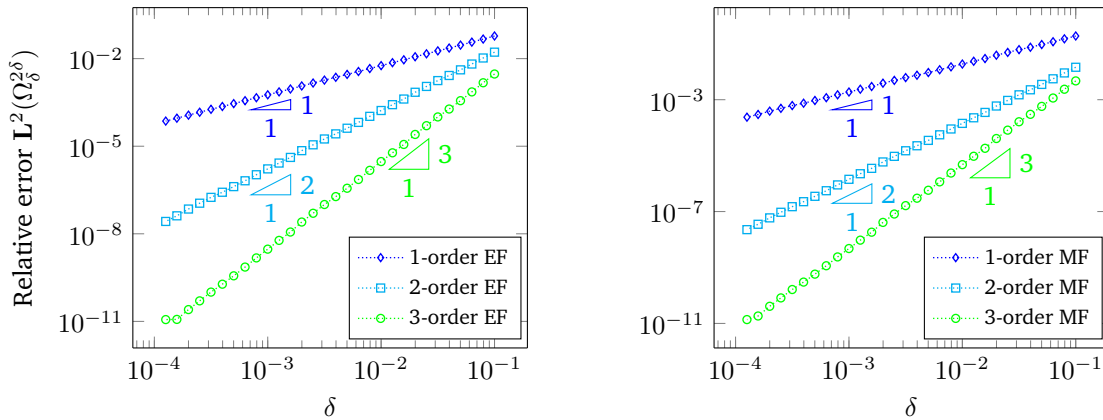 Relative error L²(Ω_δ^{2δ})
10⁻²
10⁻⁵
10⁻⁸
10⁻¹¹
1
1
2
1
3
1
1-order EF
2-order EF
3-order EF
10⁻⁴ 10⁻³ 10⁻² 10⁻¹
δ
10⁻³
10⁻⁷
10⁻¹¹
1
1
2
1
3
1
1-order MF
2-order MF
3-order MF
10⁻⁴ 10⁻³ 10⁻² 10⁻¹
δ